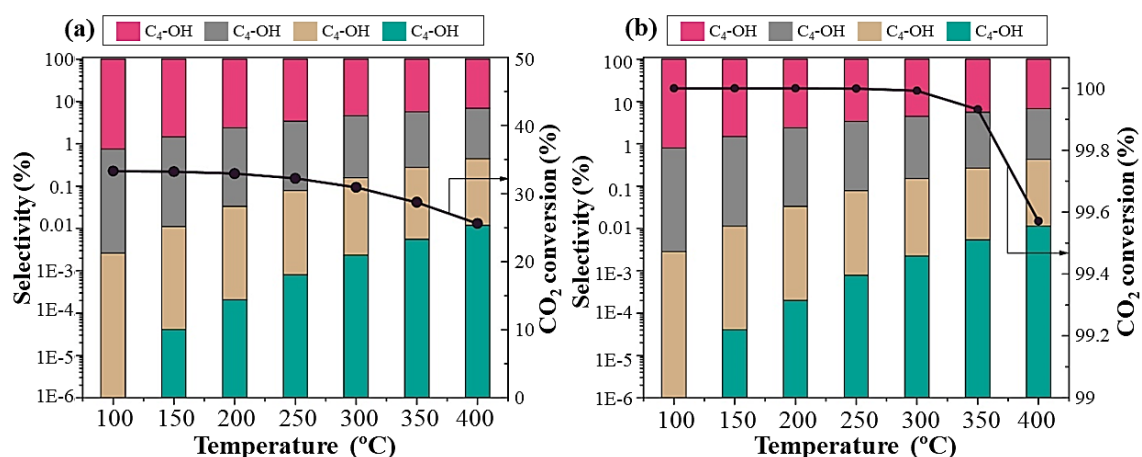 (a) C₄-OH C₄-OH C₄-OH C₄-OH
100
10
1
0.1
0.01
1E-3
1E-4
1E-5
1E-6
Selectivity (%)
50
40
30
20
10
0
CO₂ conversion (%)
100 150 200 250 300 350 400
Temperature (ºC)
(b) C₄-OH C₄-OH C₄-OH C₄-OH
100
10
1
0.1
0.01
1E-3
1E-4
1E-5
1E-6
Selectivity (%)
100
99.8
99.6
99.4
99.2
99
CO₂ conversion (%)
100 150 200 250 300 350 400
Temperature (ºC)